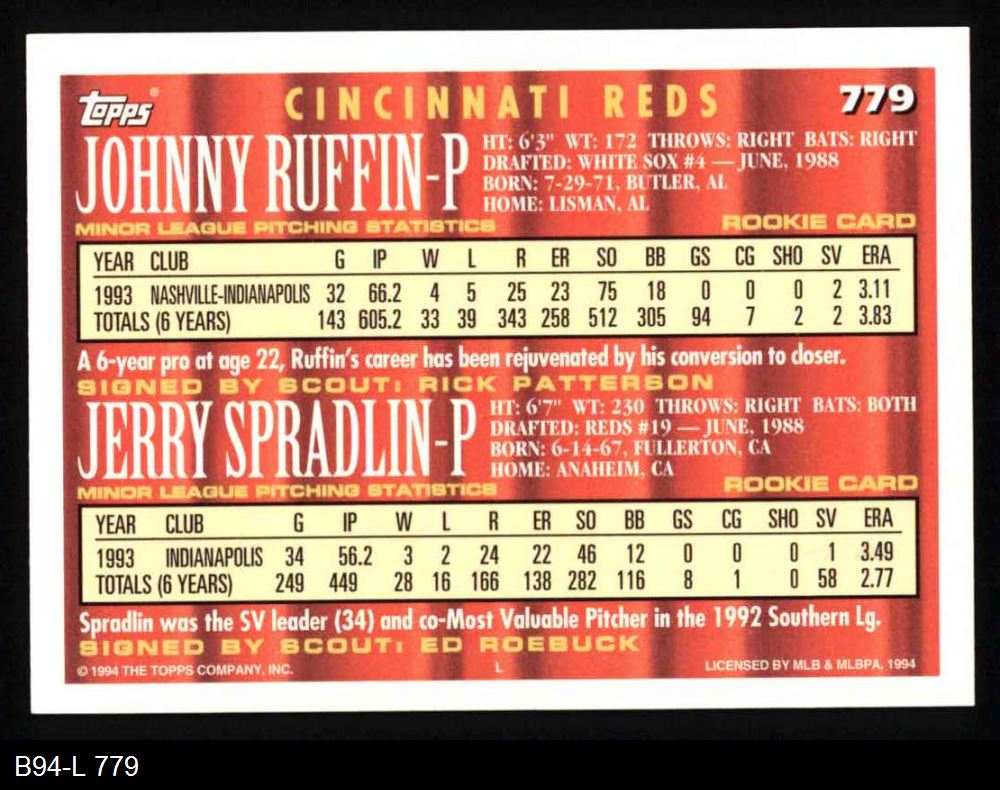 topps® CINCINNATI REDS 779
JOHNNY RUFFIN-P
HT: 6'3" WT: 172 THROWS: RIGHT BATS: RIGHT
DRAFTED: WHITE SOX #4 — JUNE, 1988
BORN: 7-29-71, BUTLER, AL
HOME: LISMAN, AL
MINOR LEAGUE PITCHING STATISTICS ROOKIE CARD
YEAR CLUB G IP W L R ER SO BB GS CG SHO SV ERA
1993 NASHVILLE-INDIANAPOLIS 32 66.2 4 5 25 23 75 18 0 0 0 2 3.11
TOTALS (6 YEARS) 143 605.2 33 39 343 258 512 305 94 7 2 2 3.83
A 6-year pro at age 22, Ruffin's career has been rejuvenated by his conversion to closer.
SIGNED BY SCOUT: RICK PATTERSON
JERRY SPRADLIN-P
HT: 6'7" WT: 230 THROWS: RIGHT BATS: BOTH
DRAFTED: REDS #19 — JUNE, 1988
BORN: 6-14-67, FULLERTON, CA
HOME: ANAHEIM, CA
MINOR LEAGUE PITCHING STATISTICS ROOKIE CARD
YEAR CLUB G IP W L R ER SO BB GS CG SHO SV ERA
1993 INDIANAPOLIS 34 56.2 3 2 24 22 46 12 0 0 0 1 3.49
TOTALS (6 YEARS) 249 449 28 16 166 138 282 116 8 1 0 58 2.77
Spradlin was the SV leader (34) and co-Most Valuable Pitcher in the 1992 Southern Lg.
SIGNED BY SCOUT: ED ROEBUCK
© 1994 THE TOPPS COMPANY, INC. L LICENSED BY MLB & MLBPA, 1994
B94-L 779